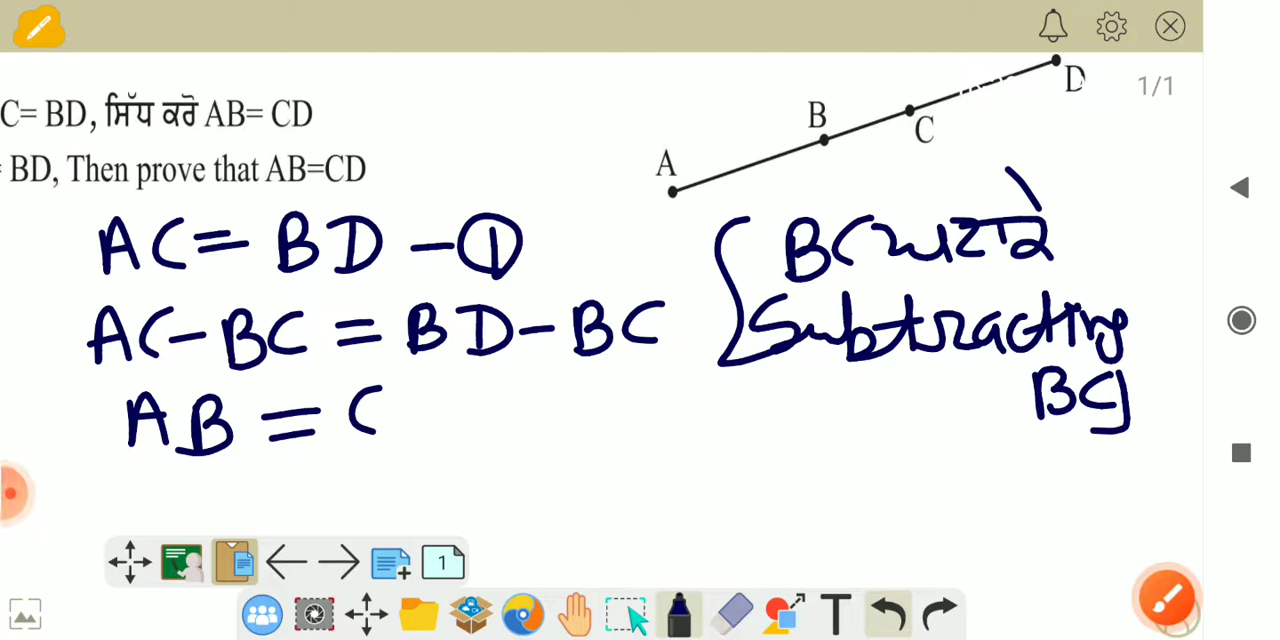 C= BD, ਸਿੱਧ ਕਰੋ AB= CD
= BD, Then prove that AB=CD
A
B
C
D
1/1
AC = BD - ①
AC - BC = BD - BC
AB = C
BC
Subtracting
BC
1
T